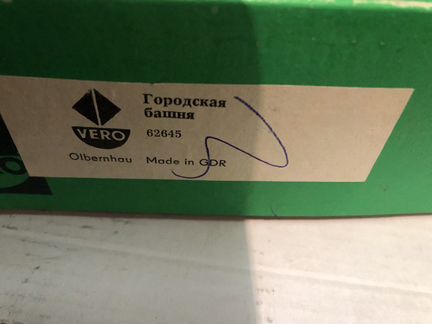 Городская
башня
VERO
62645
Olbernhau Made in GDR